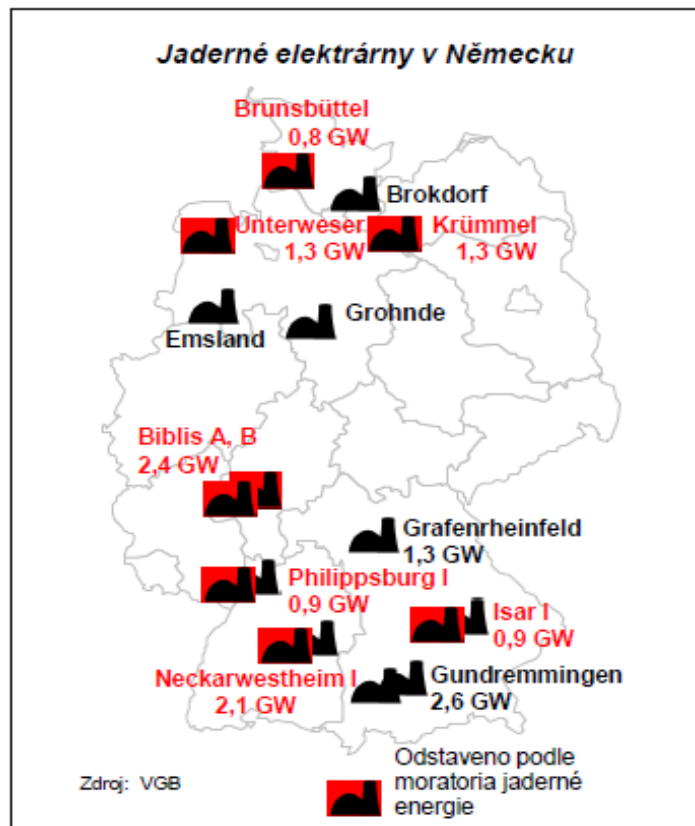 Jaderné elektrárny v Německu
Brunsbüttel
0,8 GW
Brokdorf
Unterweser
1,3 GW
Krümmel
1,3 GW
Emsland
Grohnde
Biblis A, B
2,4 GW
Grafenrheinfeld
1,3 GW
Philippsburg I
0,9 GW
Isar I
0,9 GW
Neckarwestheim I
2,1 GW
Gundremmingen
2,6 GW
Zdroj: VGB
Odstaveno podle
moratoria jaderné
energie